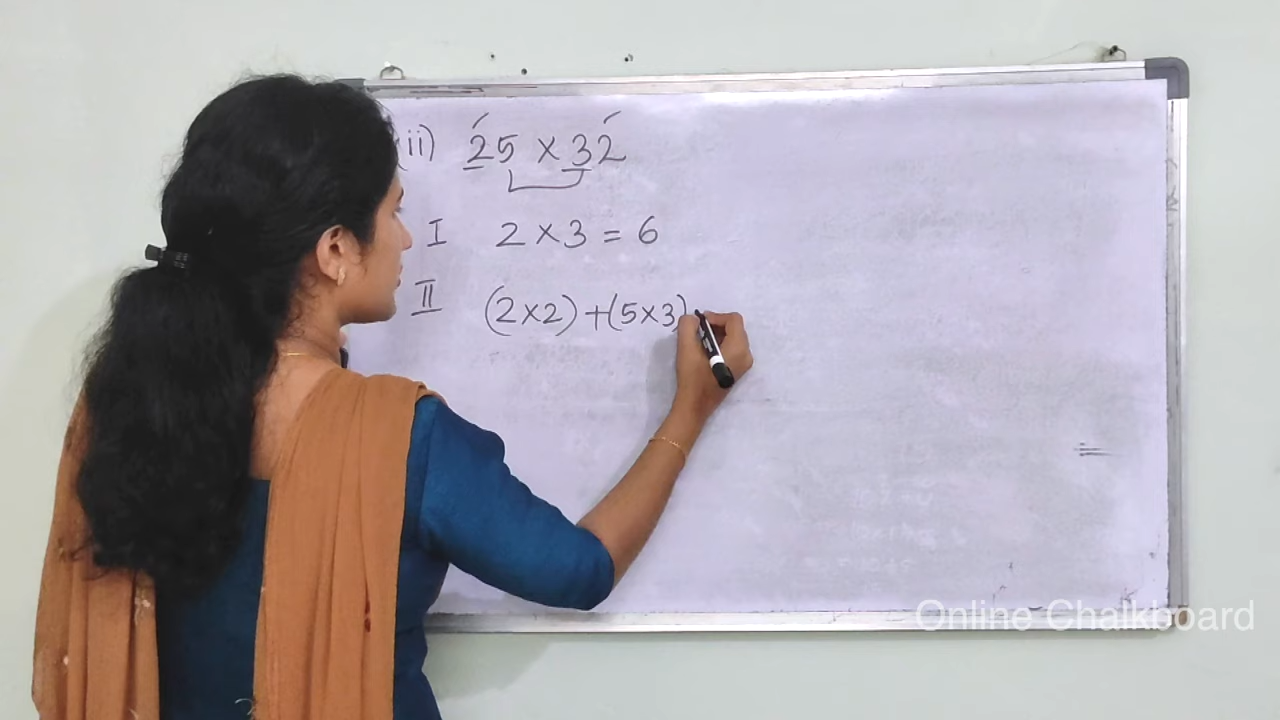 ii) 25 × 32
I 2 × 3 = 6
II (2×2) + (5×3)
Online Chalkboard